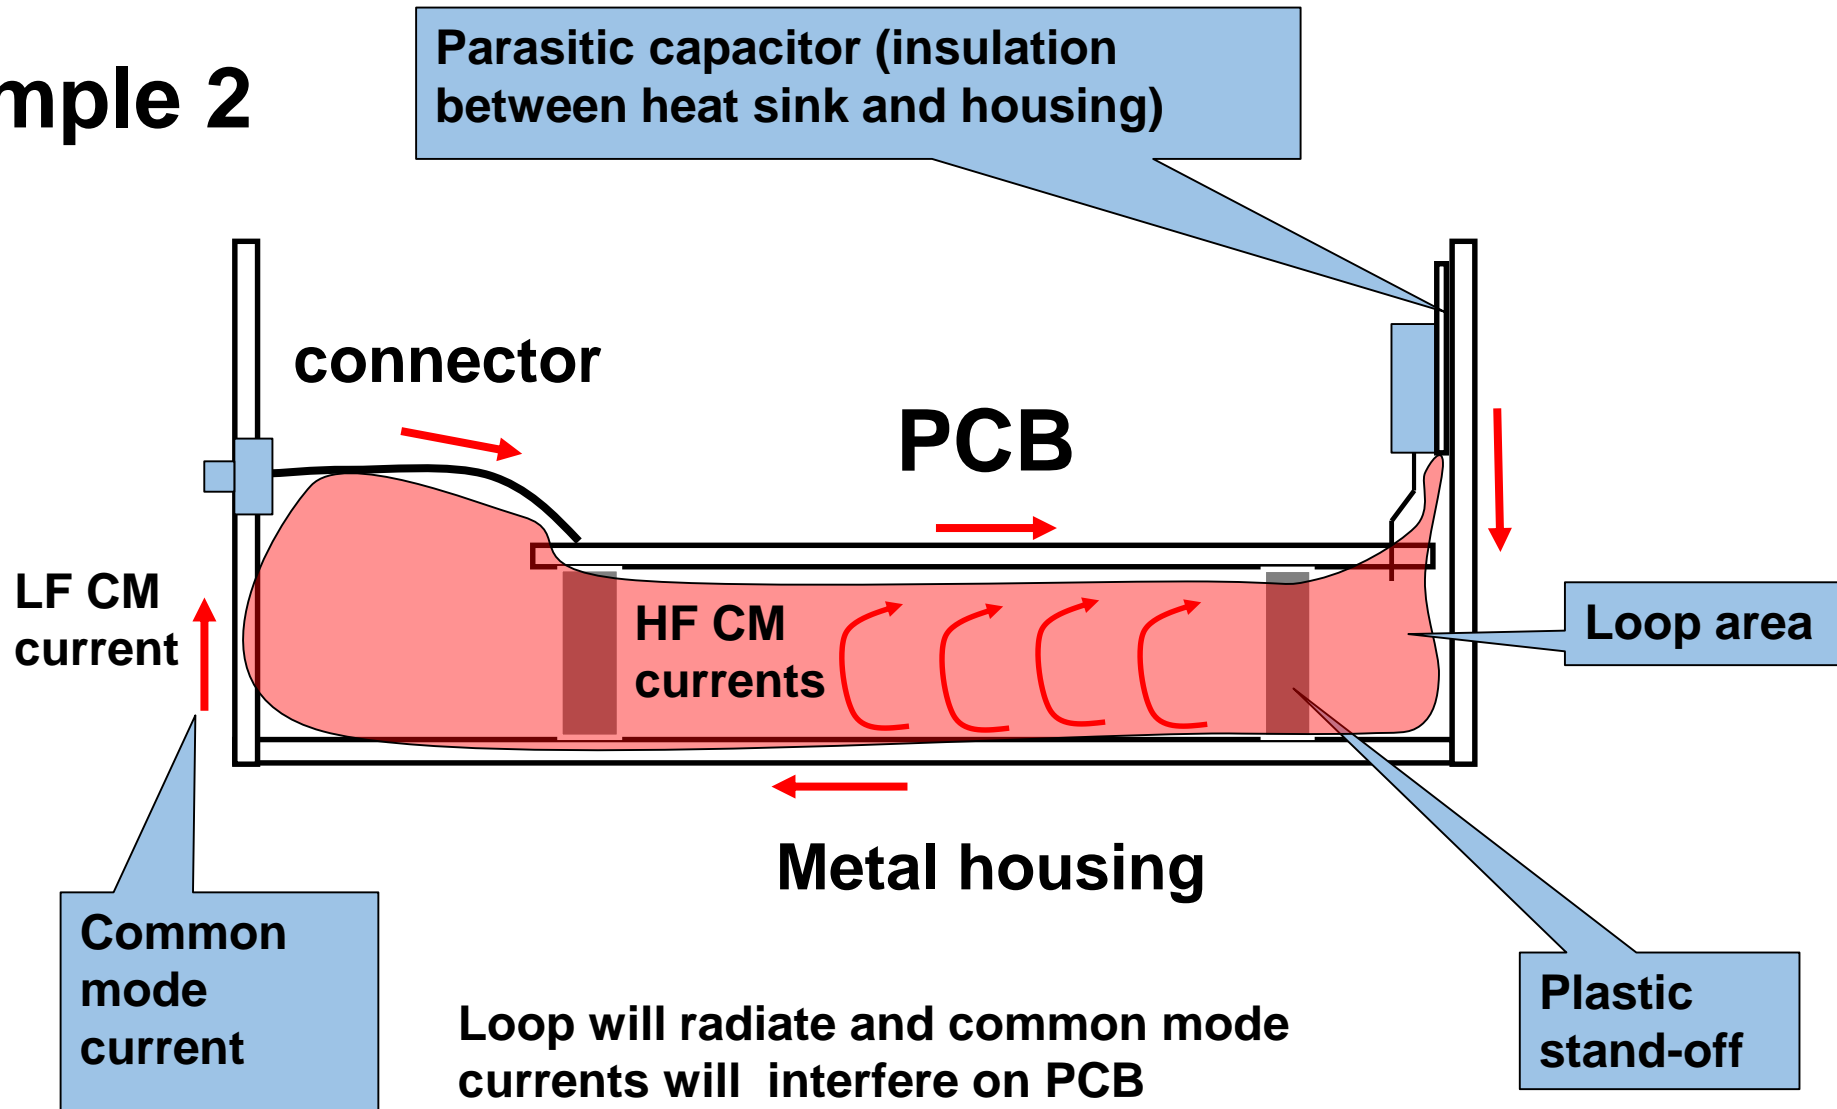 mple 2
Parasitic capacitor (insulation
between heat sink and housing)
connector
PCB
LF CM
current
HF CM
currents
Loop area
Metal housing
Common
mode
current
Plastic
stand-off
Loop will radiate and common mode
currents will interfere on PCB